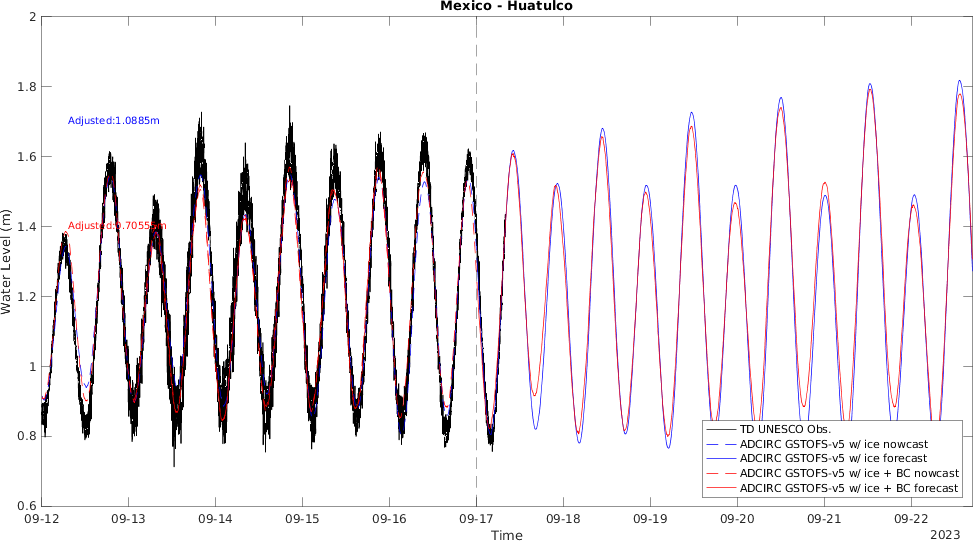 Mexico - Huatulco
Water Level (m)
2
1.8
1.6
1.4
1.2
1
0.8
0.6
Adjusted:1.0885m
TD UNESCO Obs.
ADCIRC GSTOFS-v5 w/ ice nowcast
ADCIRC GSTOFS-v5 w/ ice forecast
ADCIRC GSTOFS-v5 w/ ice + BC nowcast
ADCIRC GSTOFS-v5 w/ ice + BC forecast
09-12 09-13 09-14 09-15 09-16 09-17 09-18 09-19 09-20 09-21 09-22
Time
2023